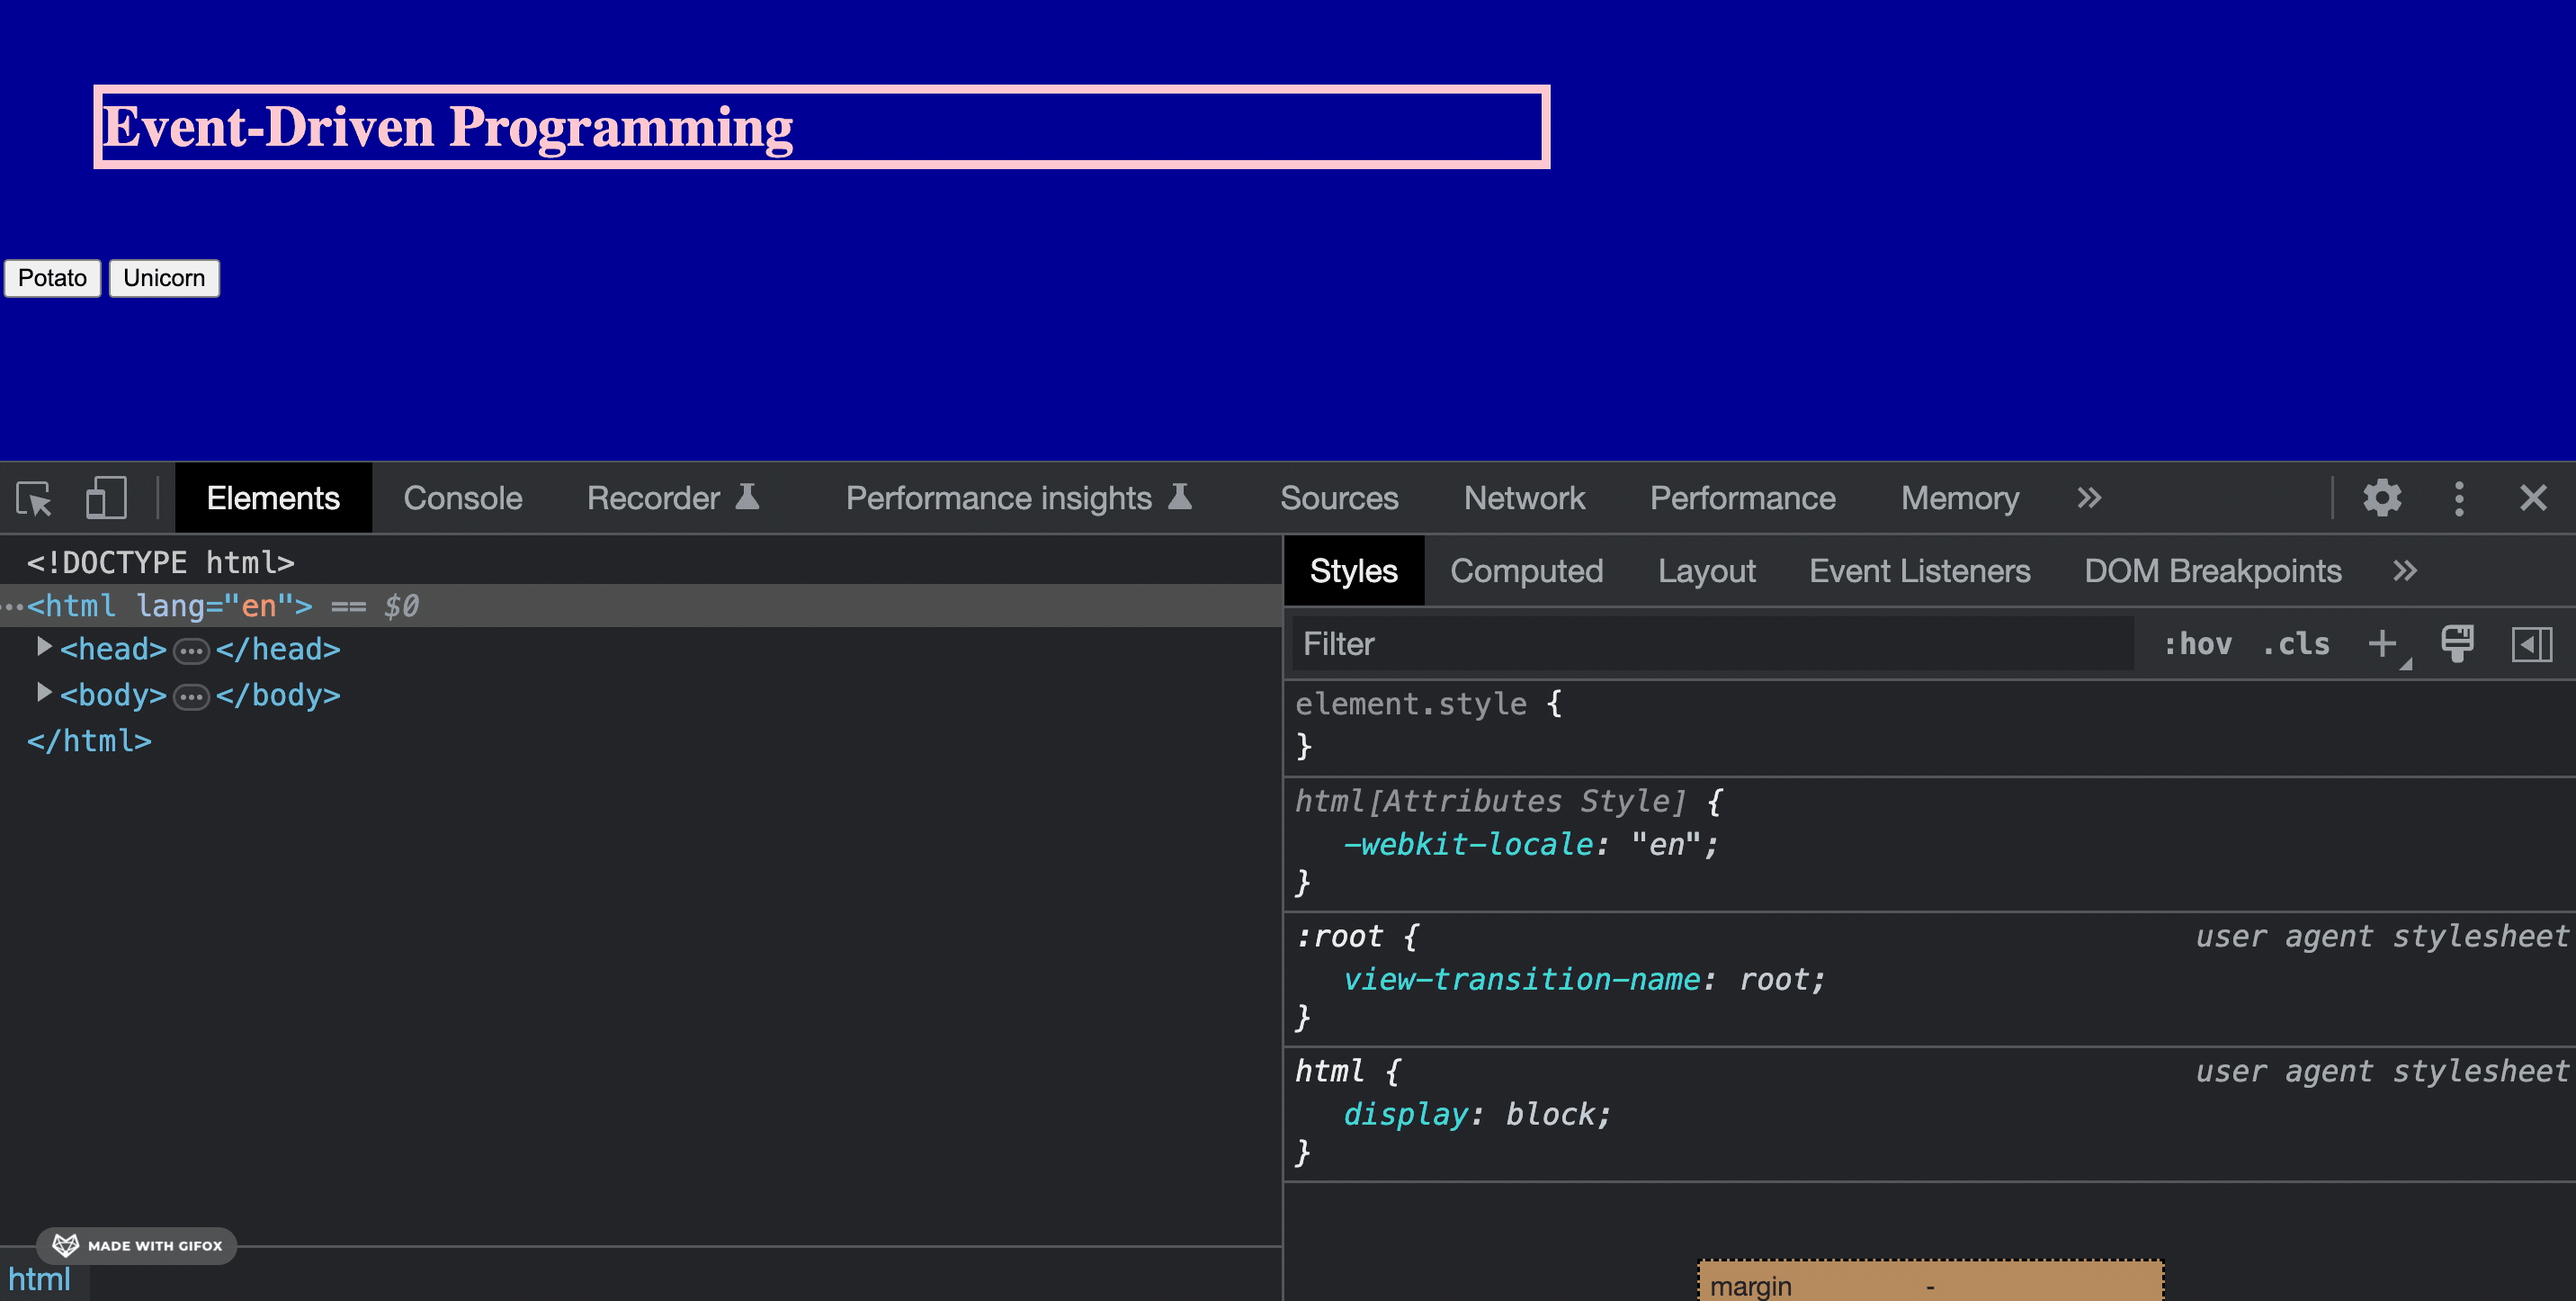 Event-Driven Programming
Potato Unicorn
Elements Console Recorder Performance insights Sources Network Performance Memory
<!DOCTYPE html>
<html lang="en"> == $0
<head> </head>
<body> </body>
</html>
html
MADE WITH GIFOX
Styles Computed Layout Event Listeners DOM Breakpoints
Filter :hov .cls
element.style {
}
html[Attributes Style] {
-webkit-locale: "en";
}
:root { user agent stylesheet
view-transition-name: root;
}
html { user agent stylesheet
display: block;
}
margin -